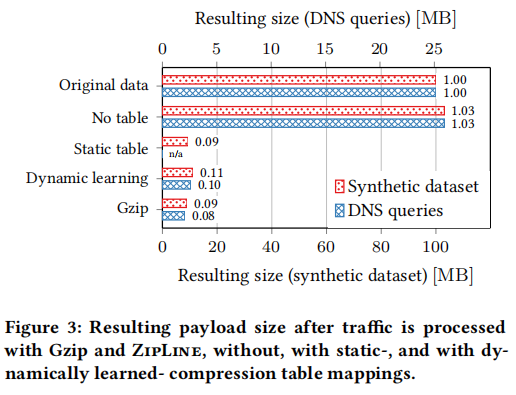 Resulting size (DNS queries) [MB]
0 5 10 15 20 25
Original data 1.00
1.00
No table 1.03
1.03
Static table 0.09
n/a
Dynamic learning 0.11
0.10
Gzip 0.09
0.08
Synthetic dataset
DNS queries
0 20 40 60 80 100
Resulting size (synthetic dataset) [MB]
Figure 3: Resulting payload size after traffic is processed
with Gzip and ZipLine, without, with static-, and with dy-
namically learned- compression table mappings.